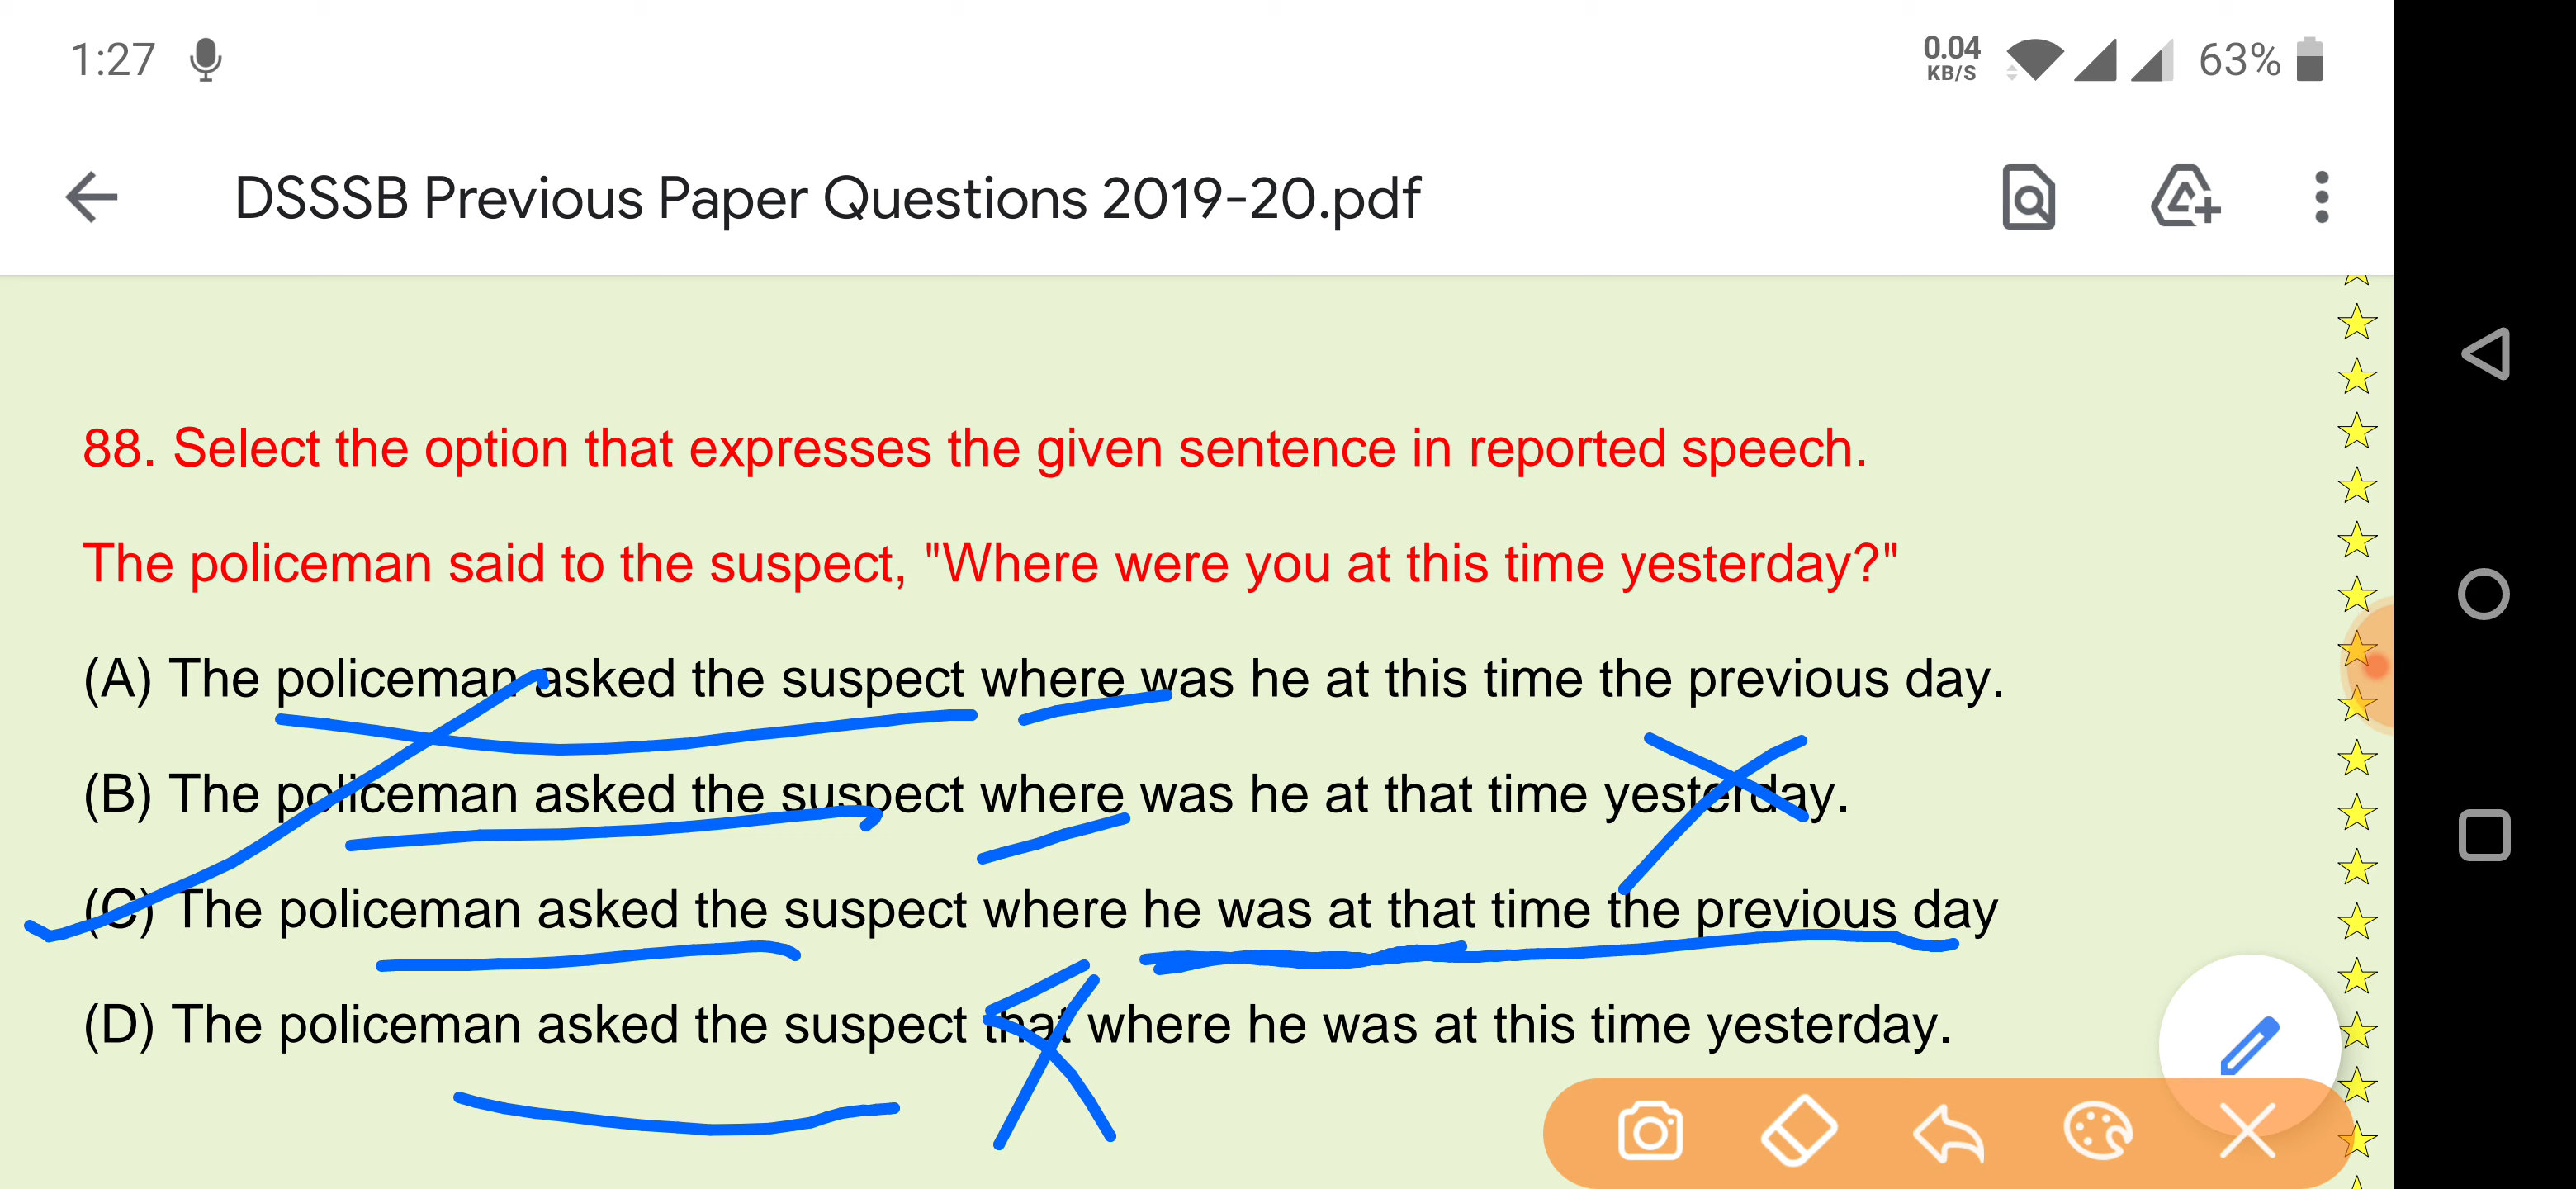 1:27
0.04 KB/S 63%
DSSSB Previous Paper Questions 2019-20.pdf
88. Select the option that expresses the given sentence in reported speech.
The policeman said to the suspect, "Where were you at this time yesterday?"
(A) The policeman asked the suspect where was he at this time the previous day.
(B) The policeman asked the suspect where was he at that time yesterday.
(C) The policeman asked the suspect where he was at that time the previous day
(D) The policeman asked the suspect that where he was at this time yesterday.